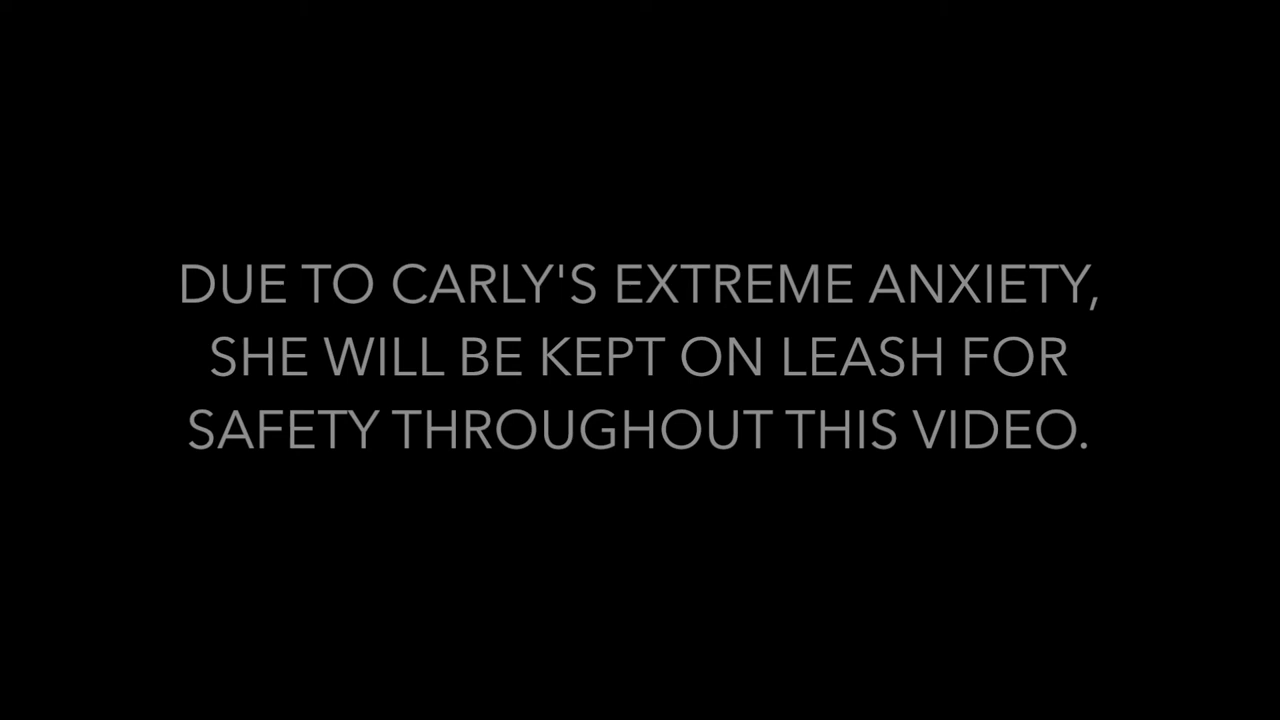 DUE TO CARLY'S EXTREME ANXIETY,
SHE WILL BE KEPT ON LEASH FOR
SAFETY THROUGHOUT THIS VIDEO.